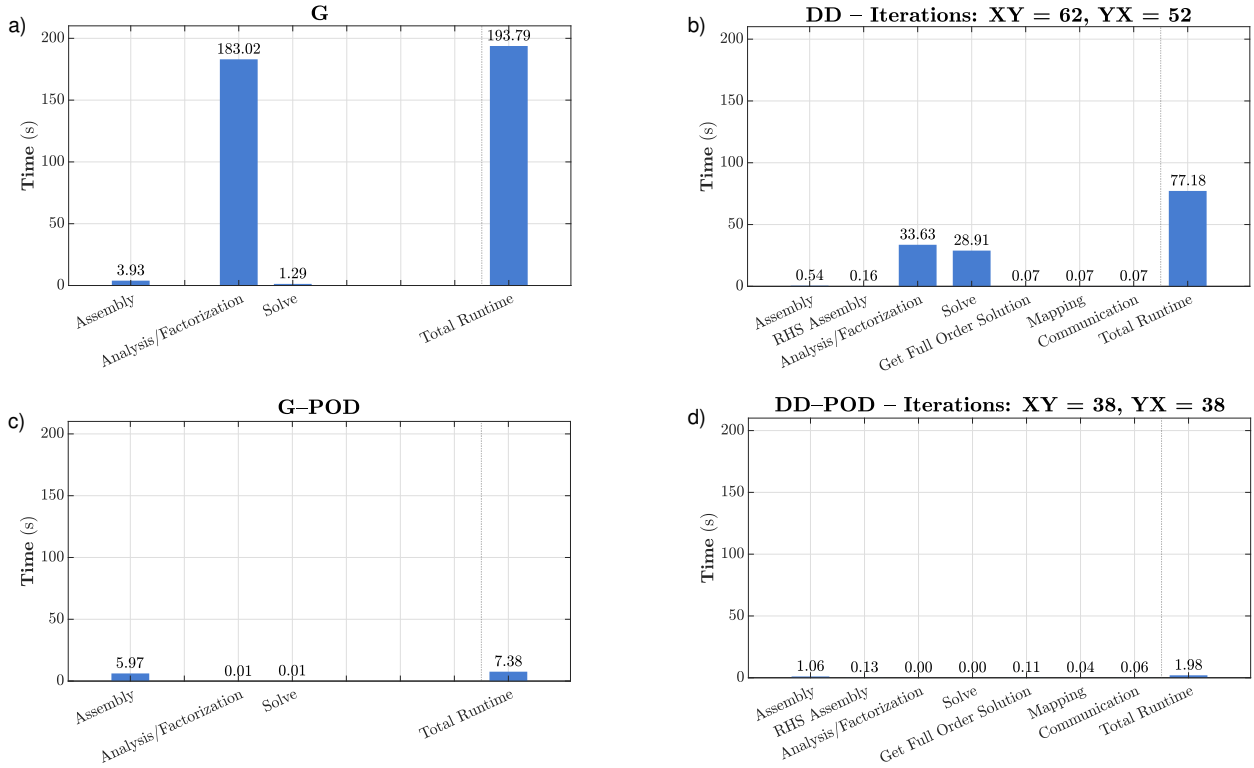 a)
G
200
150
100
50
0
Time (s)
3.93
183.02
1.29
193.79
Assembly
Analysis/Factorization
Solve
Total Runtime
b)
DD – Iterations: XY = 62, YX = 52
200
150
100
50
0
Time (s)
0.54
0.16
33.63
28.91
0.07
0.07
0.07
77.18
Assembly
RHS Assembly
Analysis/Factorization
Solve
Get Full Order Solution
Mapping
Communication
Total Runtime
c)
G–POD
200
150
100
50
0
Time (s)
5.97
0.01
0.01
7.38
Assembly
Analysis/Factorization
Solve
Total Runtime
d)
DD–POD – Iterations: XY = 38, YX = 38
200
150
100
50
0
Time (s)
1.06
0.13
0.00
0.00
0.11
0.04
0.06
1.98
Assembly
RHS Assembly
Analysis/Factorization
Solve
Get Full Order Solution
Mapping
Communication
Total Runtime